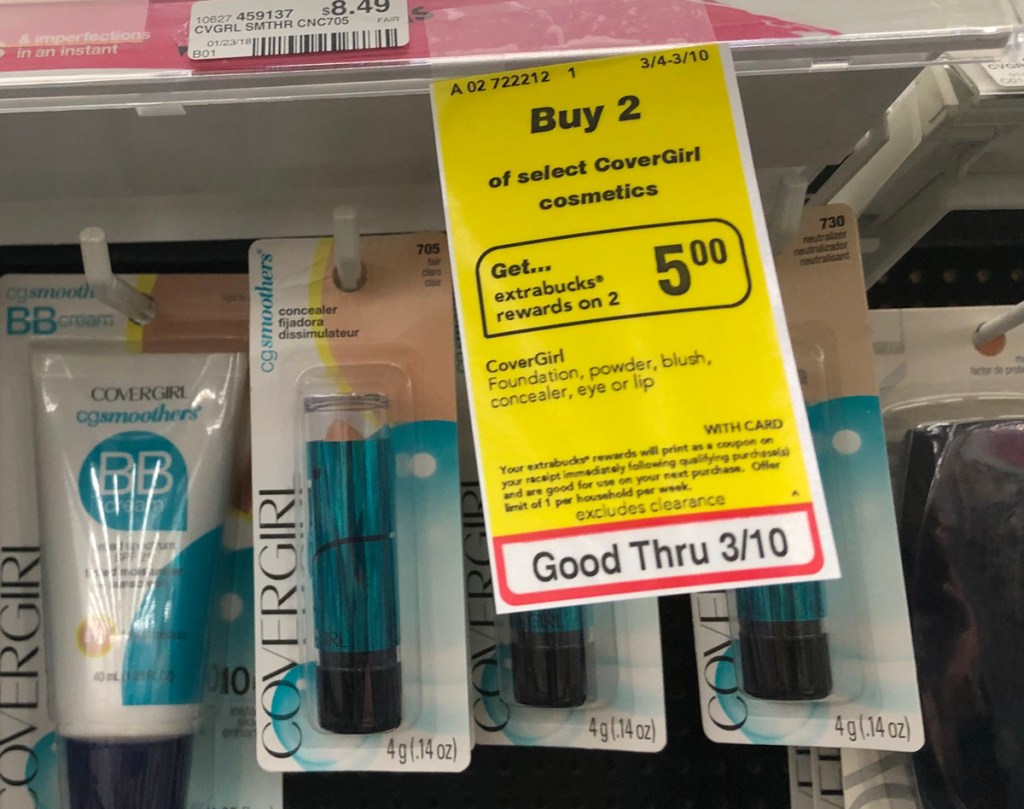 & imperfections
in an instant
10627 459137
$8.49
CVGRL SMTHR CNC705
FAIR
01/23/18
B01
A 02 722212 1
3/4-3/10
Buy 2
of select CoverGirl
cosmetics
Get...
extrabucks®
rewards on 2
5.00
CoverGirl
Foundation, powder, blush,
concealer, eye or lip
WITH CARD
Your extrabucks® rewards will print as a coupon on
your receipt immediately following qualifying purchase(s)
and are good for use on your next purchase. Offer
limit of 1 per household per week.
excludes clearance
Good Thru 3/10
BB cream
COVERGIRL
COVERGIRL
cgsmoothers®
BB
cream
705
fair
claro
clair
cgsmoothers®
concealer
fijadora
dissimulateur
COVERGIRL
4 g (.14 oz)
4 g (.14 oz)
730
neutralizer
neutralizador
neutralisant
4 g (.14 oz)